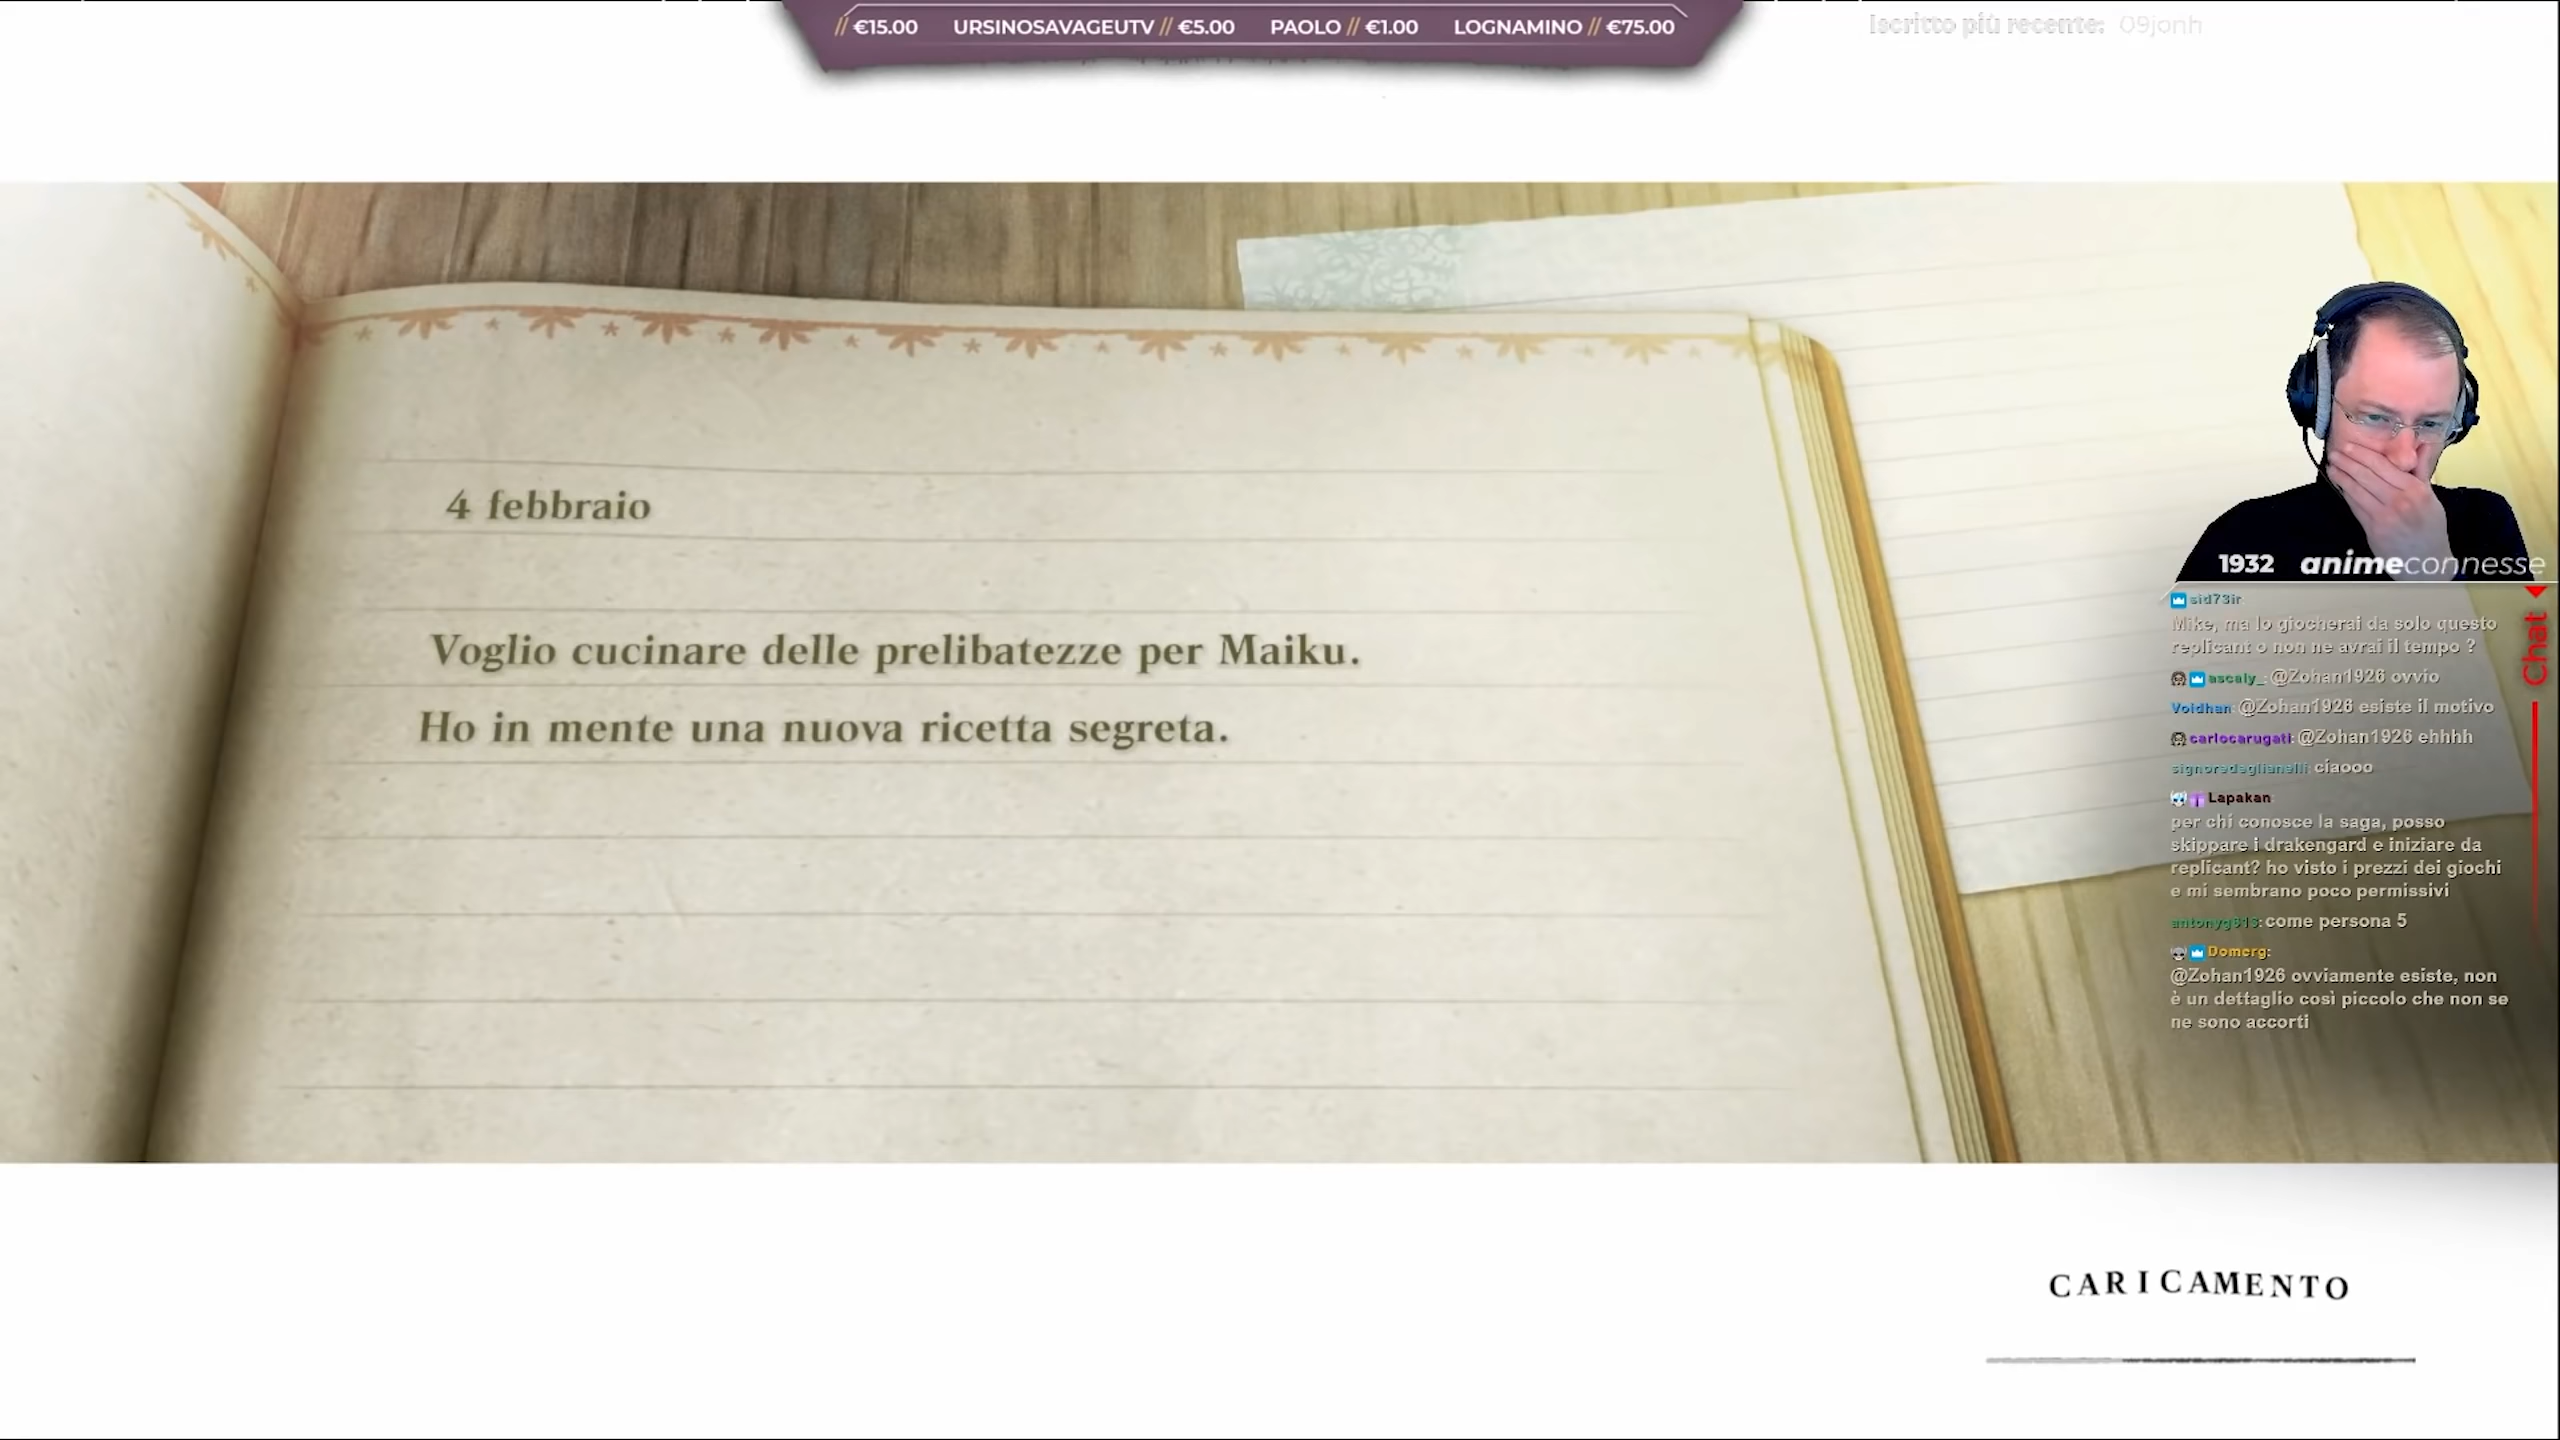 // €15.00 URSINOSAVAGEUTV // €5.00 PAOLO // €1.00 LOGNAMINO // €75.00
Iscritto più recente: 09jonh
4 febbraio
Voglio cucinare delle prelibatezze per Maiku.
Ho in mente una nuova ricetta segreta.
1932 animeconnesse
Chat
sid73ir
Mike, ma lo giocherai da solo questo
replicant o non ne avrai il tempo ?
ascaly_: @Zohan1926 ovvio
Voidhan: @Zohan1926 esiste il motivo
carlocarugati: @Zohan1926 ehhhh
signoredeglianelli: ciaooo
Lapakan
per chi conosce la saga, posso
skippare i drakengard e iniziare da
replicant? ho visto i prezzi dei giochi
e mi sembrano poco permissivi
come persona 5
Domerg:
@Zohan1926 ovviamente esiste, non
è un dettaglio così piccolo che non se
ne sono accorti
CARICAMENTO